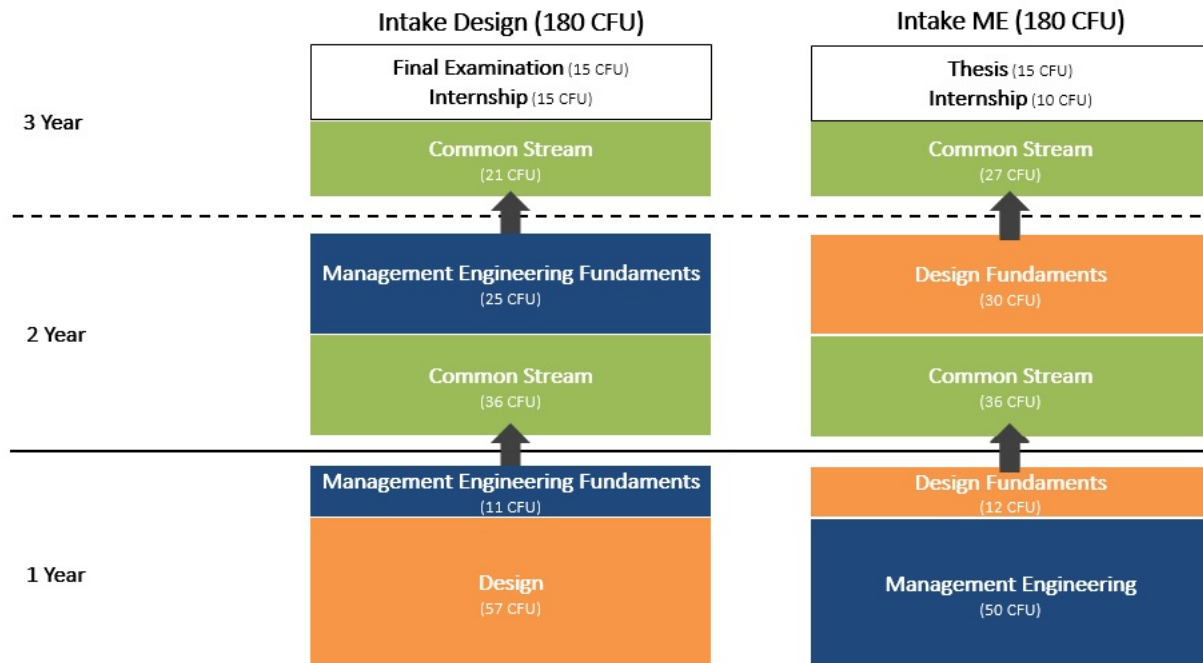 Intake Design (180 CFU)
Intake ME (180 CFU)
3 Year
Final Examination (15 CFU)
Internship (15 CFU)
Thesis (15 CFU)
Internship (10 CFU)
Common Stream
(21 CFU)
Common Stream
(27 CFU)
2 Year
Management Engineering Fundaments
(25 CFU)
Design Fundaments
(30 CFU)
Common Stream
(36 CFU)
Common Stream
(36 CFU)
1 Year
Management Engineering Fundaments
(11 CFU)
Design Fundaments
(12 CFU)
Design
(57 CFU)
Management Engineering
(50 CFU)